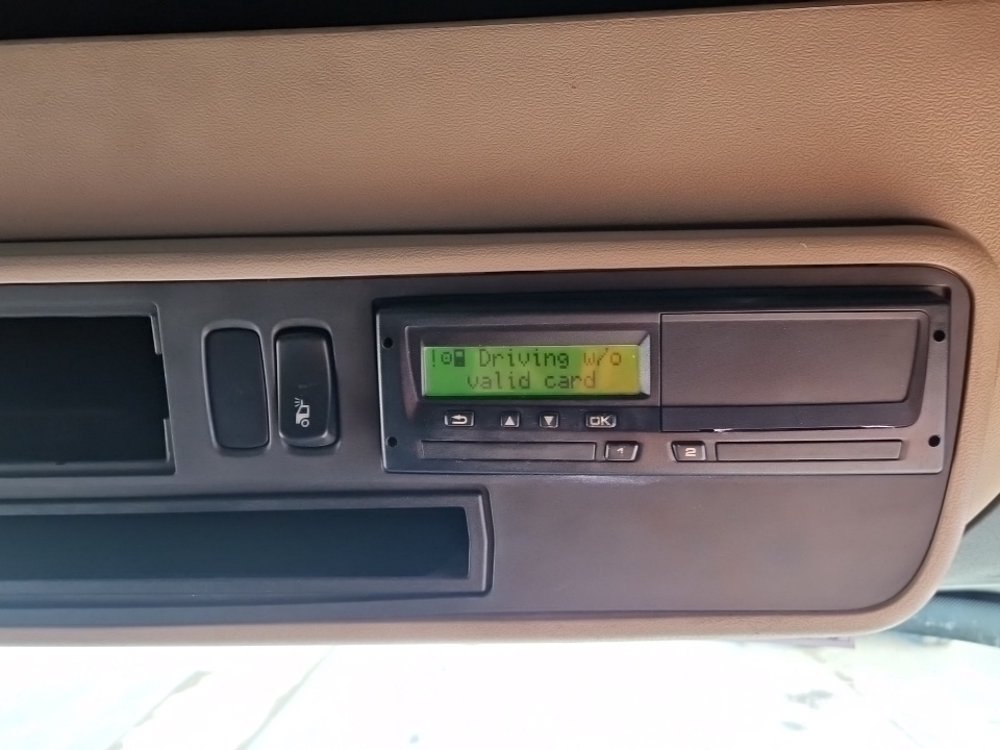 ! Driving w/o
valid card
OK
1 2